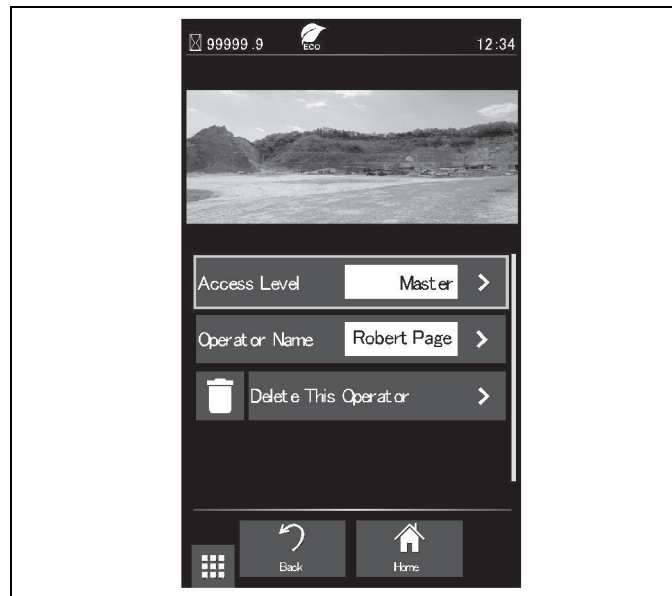 99999.9
ECO
12:34
Access Level
Master
Operator Name
Robert Page
Delete This Operator
Back
Home